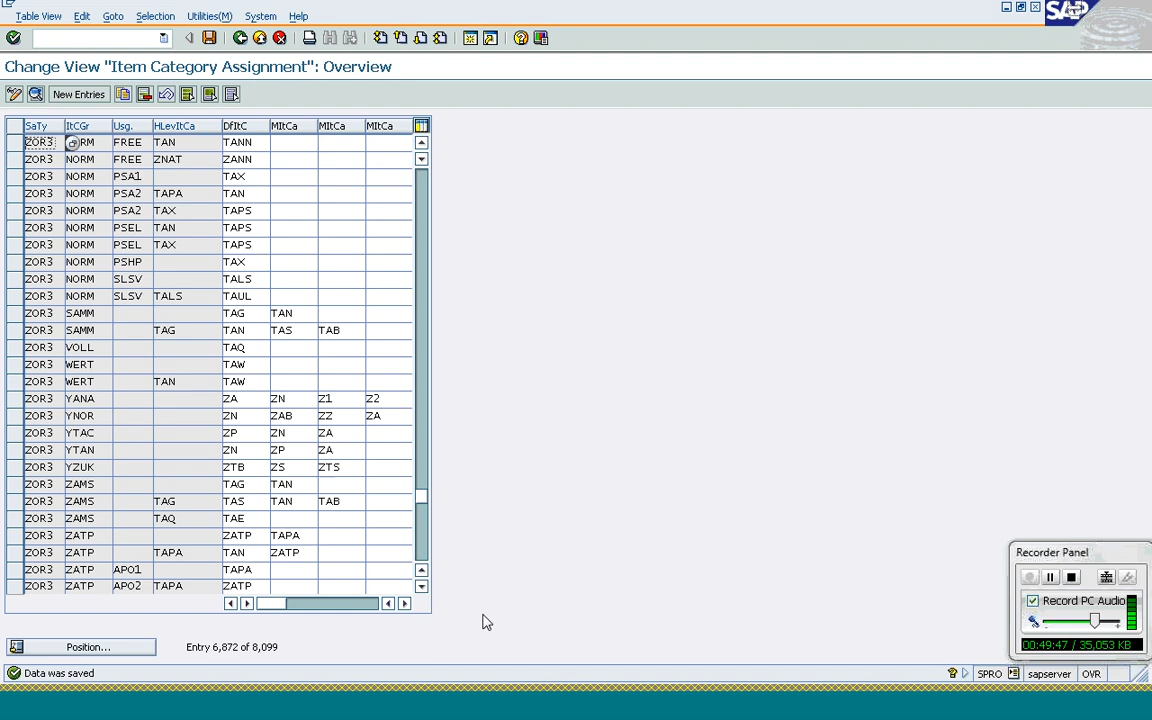 Table View Edit Goto Selection Utilities(M) System Help
SAP
Change View "Item Category Assignment": Overview
New Entries
SaTy ItCGr Usg. HLevItCa DfItC MItCa MItCa MItCa
ZOR3 RM FREE TAN TANN
ZOR3 NORM FREE ZNAT ZANN
ZOR3 NORM PSA1 TAX
ZOR3 NORM PSA2 TAPA TAN
ZOR3 NORM PSA2 TAX TAPS
ZOR3 NORM PSEL TAN TAPS
ZOR3 NORM PSEL TAX TAPS
ZOR3 NORM PSHP TAX
ZOR3 NORM SLSV TALS
ZOR3 NORM SLSV TALS TAUL
ZOR3 SAMM TAG TAN
ZOR3 SAMM TAG TAN TAS TAB
ZOR3 VOLL TAQ
ZOR3 WERT TAW
ZOR3 WERT TAN TAW
ZOR3 YANA ZA ZN Z1 Z2
ZOR3 YNOR ZN ZAB ZZ ZA
ZOR3 YTAC ZP ZN ZA
ZOR3 YTAN ZN ZP ZA
ZOR3 YZUK ZTB ZS ZTS
ZOR3 ZAMS TAG TAN
ZOR3 ZAMS TAG TAS TAN TAB
ZOR3 ZAMS TAQ TAE
ZOR3 ZATP ZATP TAPA
ZOR3 ZATP TAPA TAN ZATP
ZOR3 ZATP APO1 TAPA
ZOR3 ZATP APO2 TAPA ZATP
Position... Entry 6,872 of 8,099
Recorder Panel
Record PC Audio
00:49:47 / 35,053 KB
Data was saved
SPRO sapserver OVR